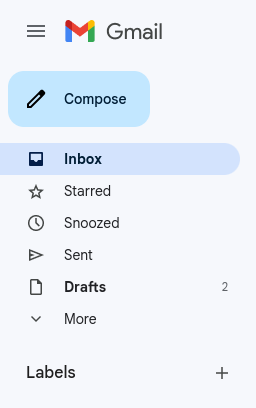 Gmail
Compose
Inbox
Starred
Snoozed
Sent
Drafts 2
More
Labels